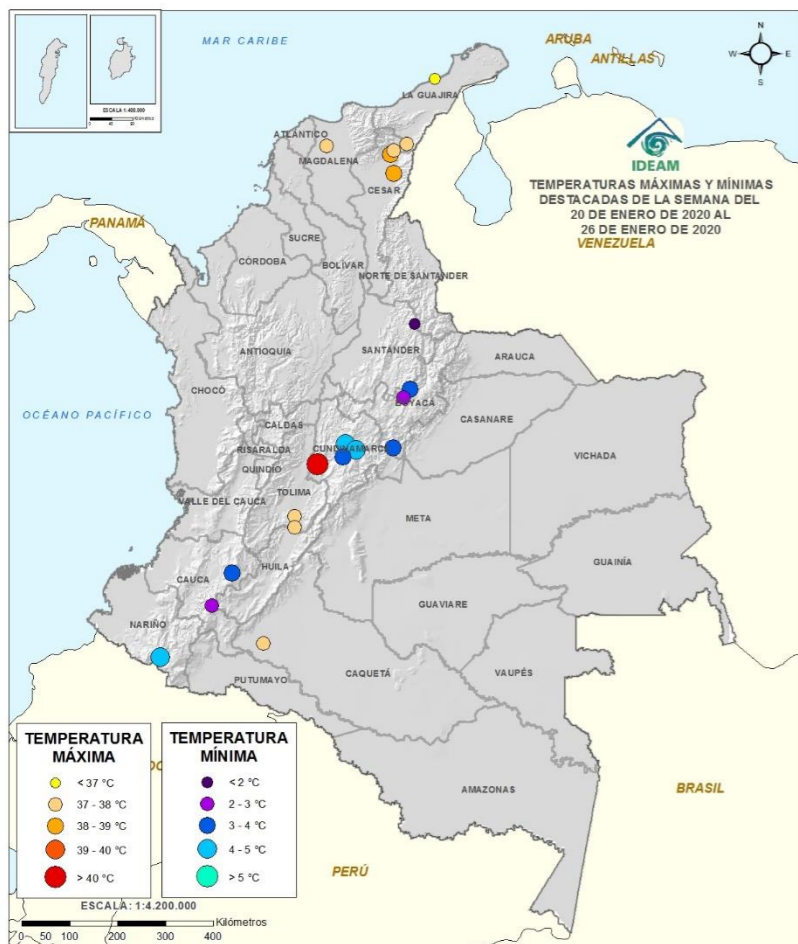 MAR CARIBE
ARUBA
ANTILLAS
N
W
E
S
ESCALA 1:4.400.000
Kilómetros
LA GUAJIRA
ATLÁNTICO
MAGDALENA
CESAR
IDEAM
TEMPERATURAS MÁXIMAS Y MÍNIMAS
DESTACADAS DE LA SEMANA DEL
20 DE ENERO DE 2020 AL
26 DE ENERO DE 2020
VENEZUELA
PANAMÁ
SUCRE
CÓRDOBA
BOLÍVAR
NORTE DE SANTANDER
ANTIOQUIA
SANTANDER
ARAUCA
CHOCÓ
BOYACÁ
OCÉANO PACÍFICO
CASANARE
CALDAS
CUNDINAMARCA
RISARALDA
VICHADA
QUINDÍO
TOLIMA
VALLE DEL CAUCA
META
HUILA
GUAINÍA
CAUCA
GUAVIARE
NARIÑO
CAQUETÁ
VAUPÉS
PUTUMAYO
AMAZONAS
BRASIL
PERÚ
TEMPERATURA
MÁXIMA
< 37 °C
37 - 38 °C
38 - 39 °C
39 - 40 °C
> 40 °C
TEMPERATURA
MÍNIMA
< 2 °C
2 - 3 °C
3 - 4 °C
4 - 5 °C
> 5 °C
ESCALA: 1:4.200.000
Kilómetros
0 50 100 200 300 400